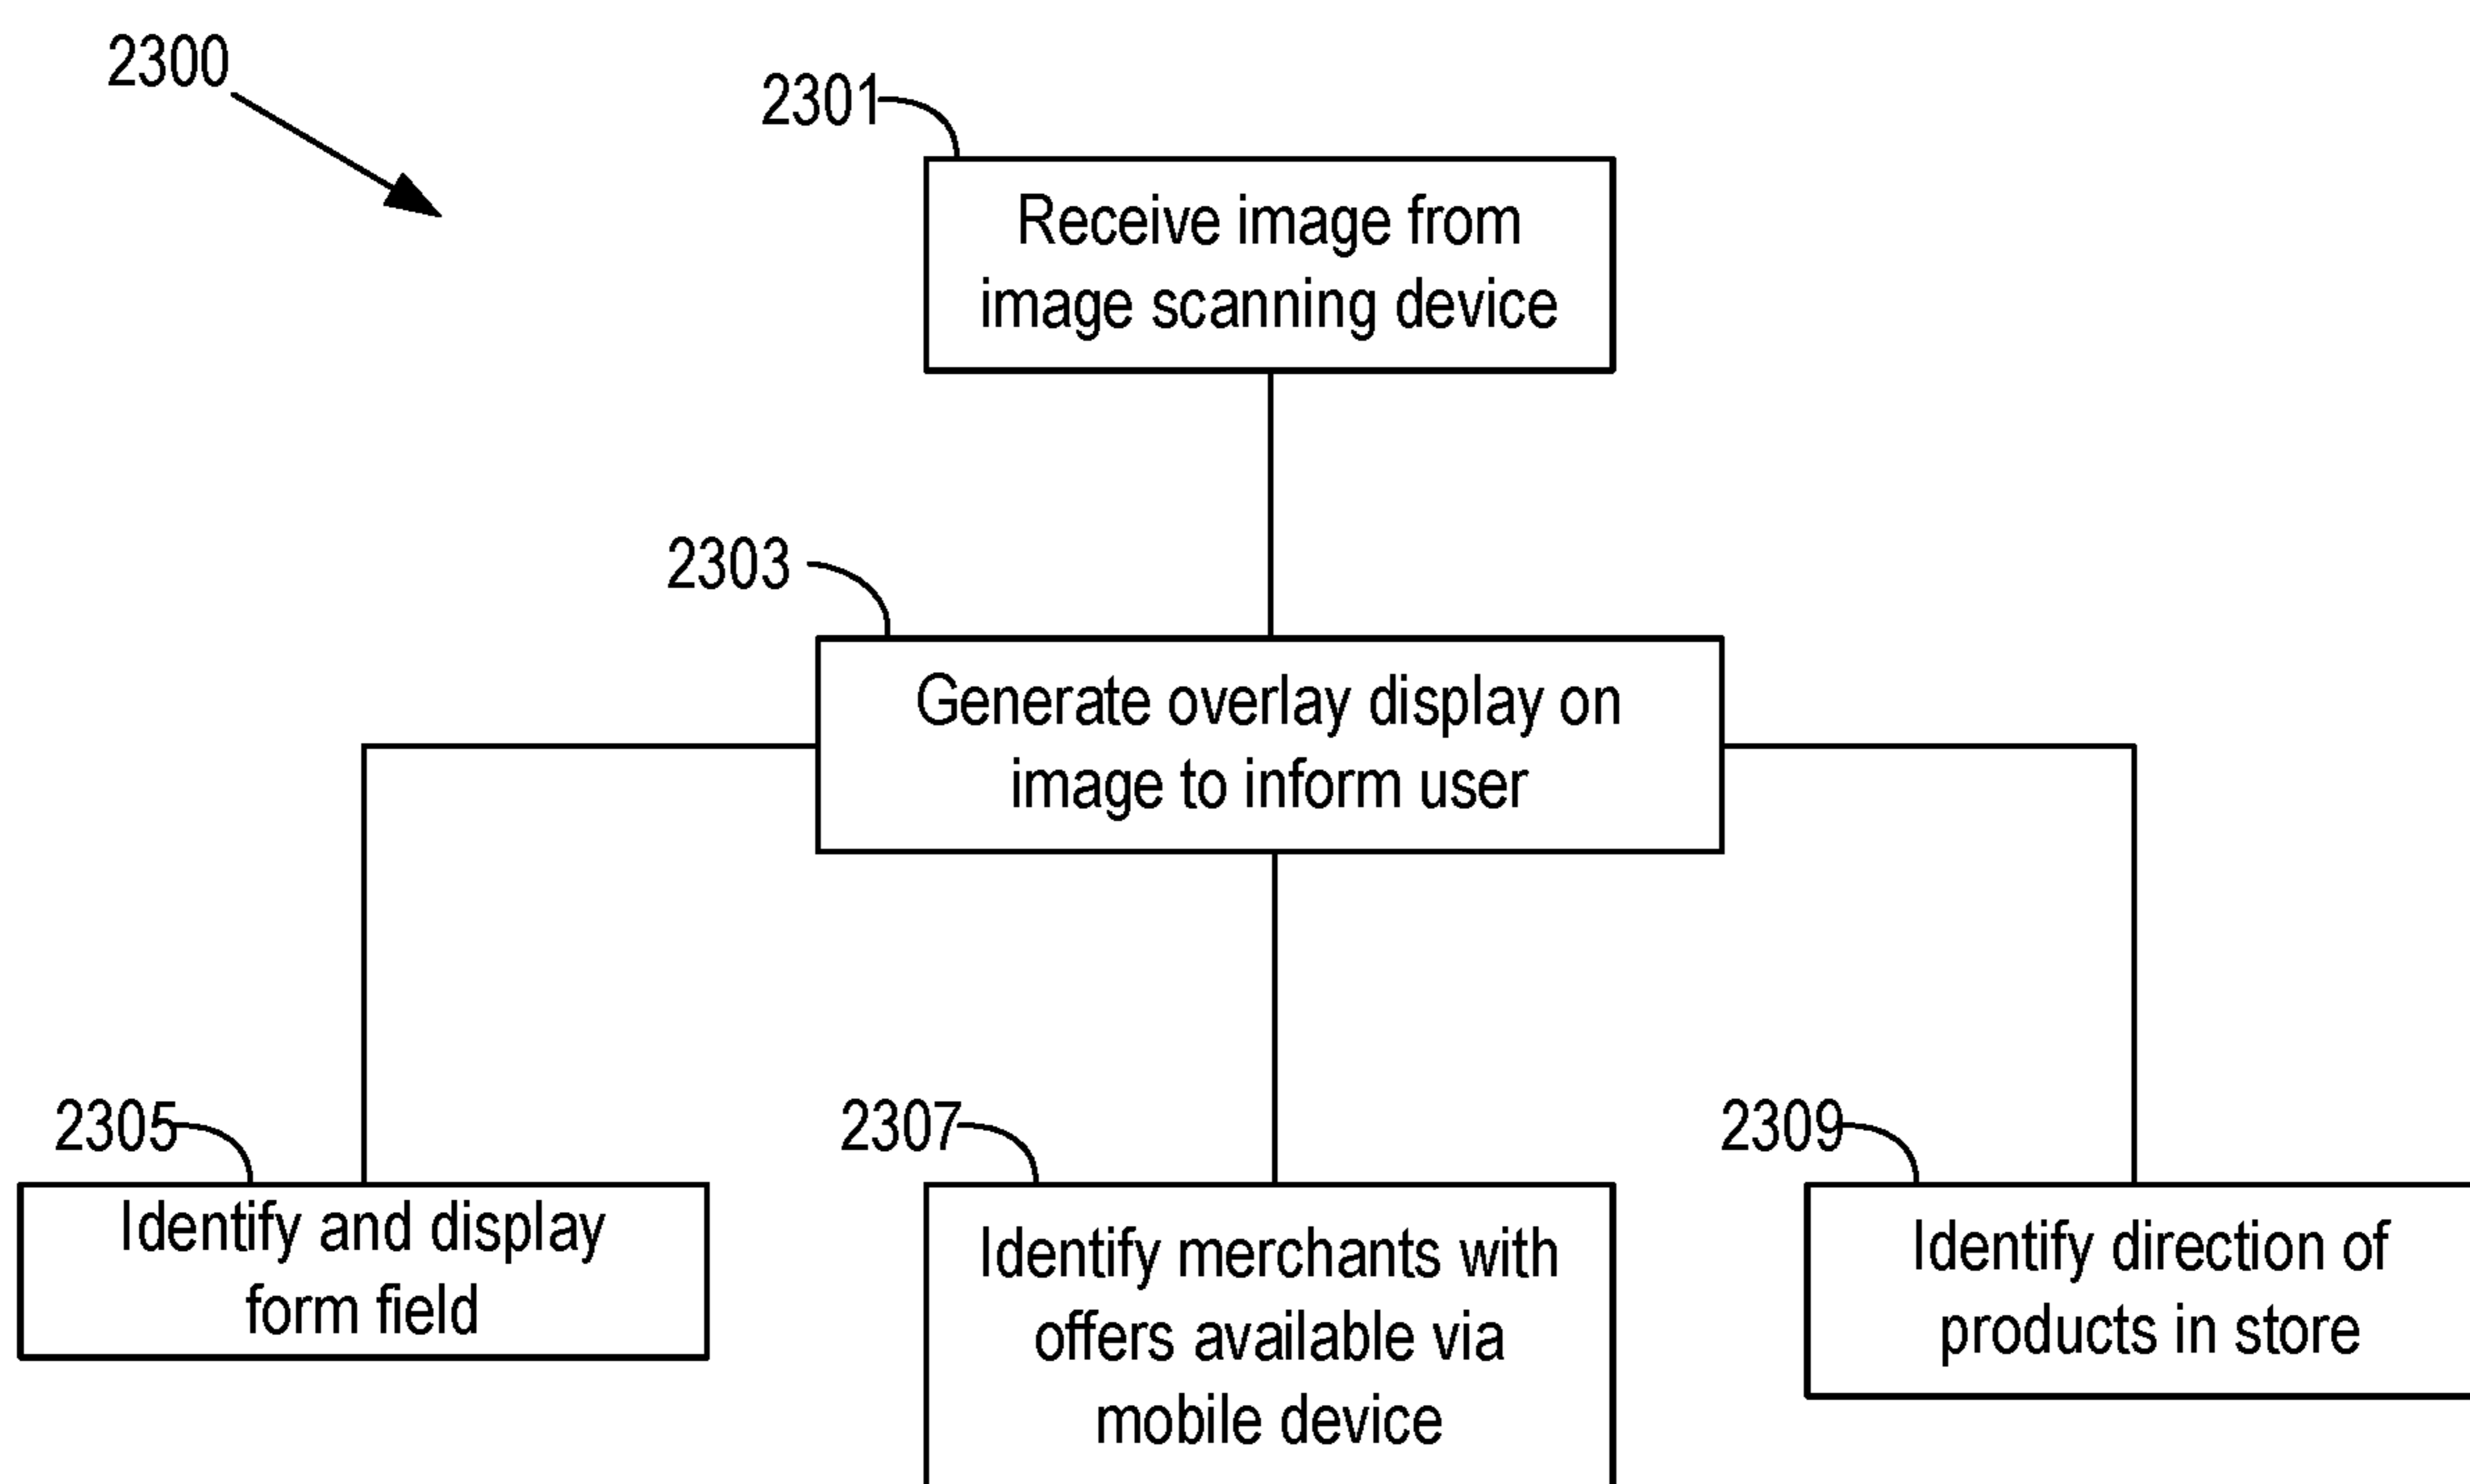 2300
2301
Receive image from
image scanning device
2303
Generate overlay display on
image to inform user
2305
Identify and display
form field
2307
Identify merchants with
offers available via
mobile device
2309
Identify direction of
products in store